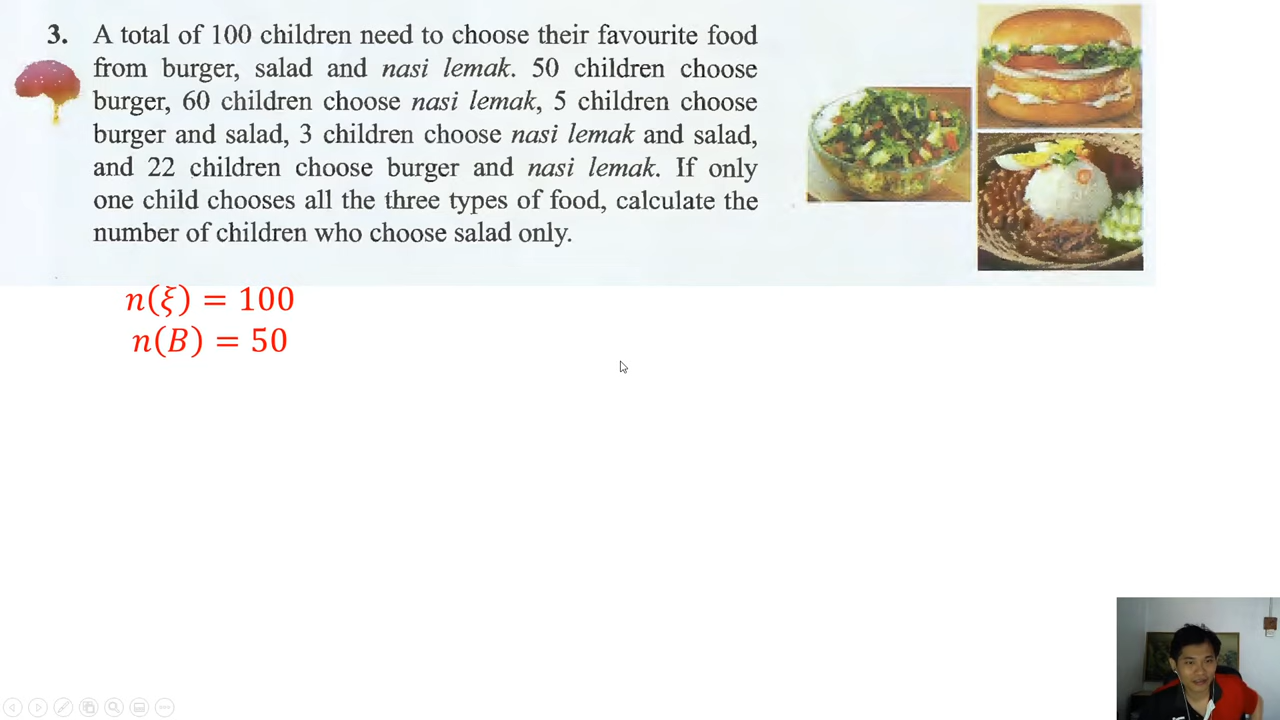 3. A total of 100 children need to choose their favourite food
from burger, salad and nasi lemak. 50 children choose
burger, 60 children choose nasi lemak, 5 children choose
burger and salad, 3 children choose nasi lemak and salad,
and 22 children choose burger and nasi lemak. If only
one child chooses all the three types of food, calculate the
number of children who choose salad only.
n(ξ) = 100
n(B) = 50